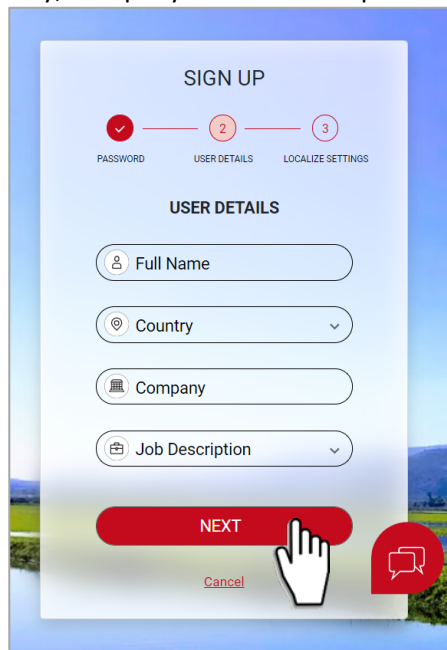 SIGN UP
2
3
PASSWORD USER DETAILS LOCALIZE SETTINGS
USER DETAILS
Full Name
Country
Company
Job Description
NEXT
Cancel